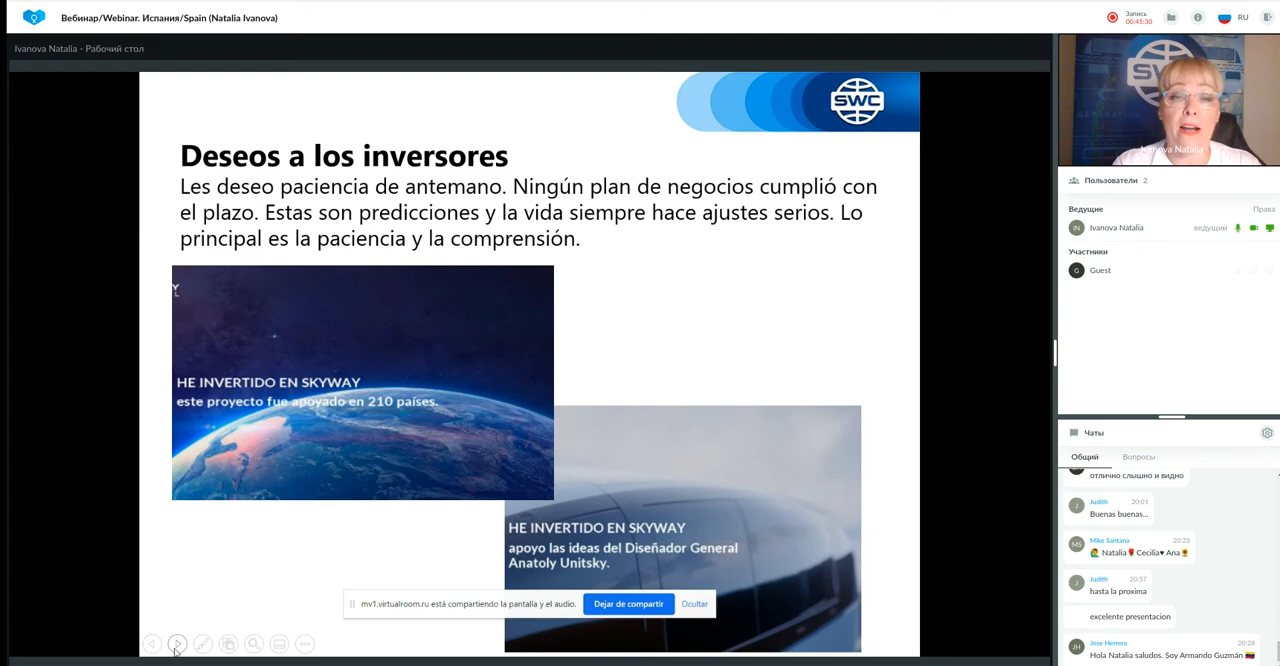 Вебинар/Webinar. Испания/Spain (Natalia Ivanova)
Запись
00:45:30
RU
Ivanova Natalia - Рабочий стол
SWC
Deseos a los inversores
Les deseo paciencia de antemano. Ningún plan de negocios cumplió con
el plazo. Estas son predicciones y la vida siempre hace ajustes serios. Lo
principal es la paciencia y la comprensión.
HE INVERTIDO EN SKYWAY
este proyecto fue apoyado en 210 países.
HE INVERTIDO EN SKYWAY
apoyo las ideas del Diseñador General
Anatoly Unitsky.
mv1.virtualroom.ru está compartiendo la pantalla y el audio.
Dejar de compartir
Ocultar
Ivanova Natalia
Пользователи 2
Ведущие
Права
IN
Ivanova Natalia
ведущий
Участники
G
Guest
Чаты
Общий
Вопросы
отлично слышно и видно
J
Judith
20:01
Buenas buenas...
MS
Mike Santana
20:23
🙋‍♂️ Natalia🌹Cecilia♥ Ana🌻
J
Judith
20:57
hasta la proxima
excelente presentacion
JH
Jose Herrera
20:28
Hola Natalia saludos. Soy Armando Guzmán 🇻🇪